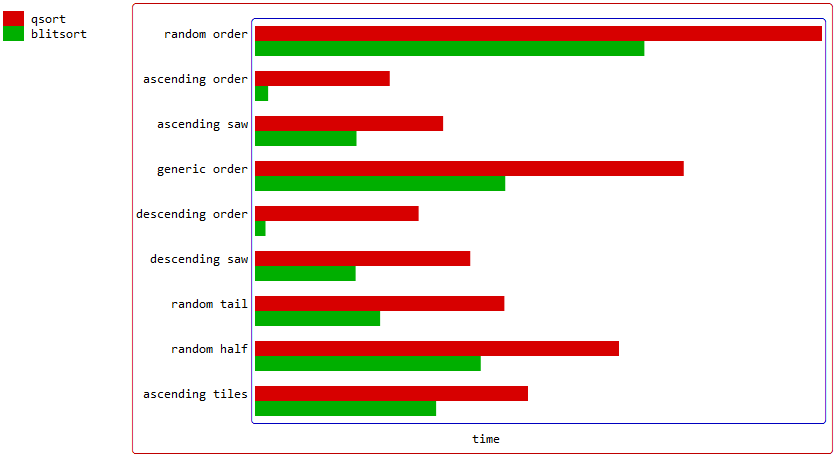 qsort
blitsort
random order
ascending order
ascending saw
generic order
descending order
descending saw
random tail
random half
ascending tiles
time